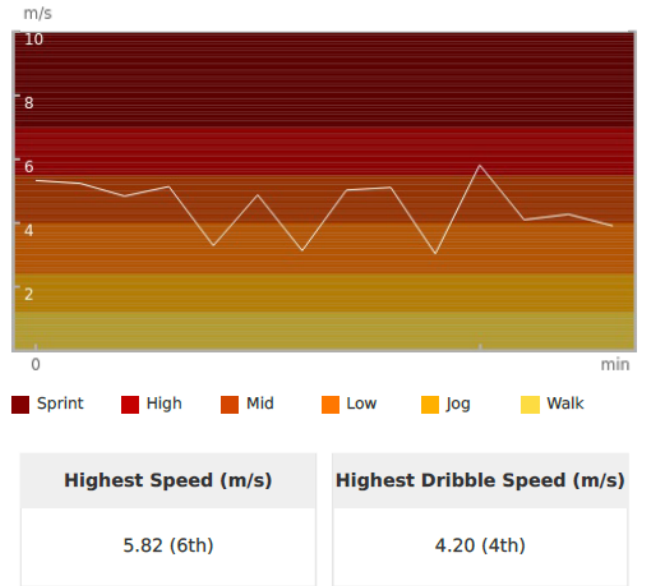 m/s
10
8
6
4
2
0 min
Sprint High Mid Low Jog Walk
Highest Speed (m/s) Highest Dribble Speed (m/s)
5.82 (6th) 4.20 (4th)